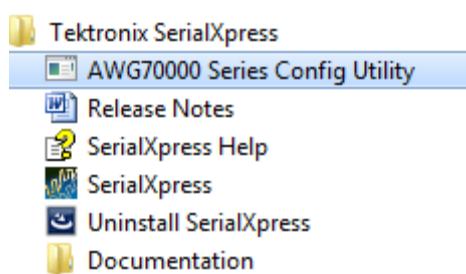 Tektronix SerialXpress
AWG70000 Series Config Utility
Release Notes
SerialXpress Help
SerialXpress
Uninstall SerialXpress
Documentation